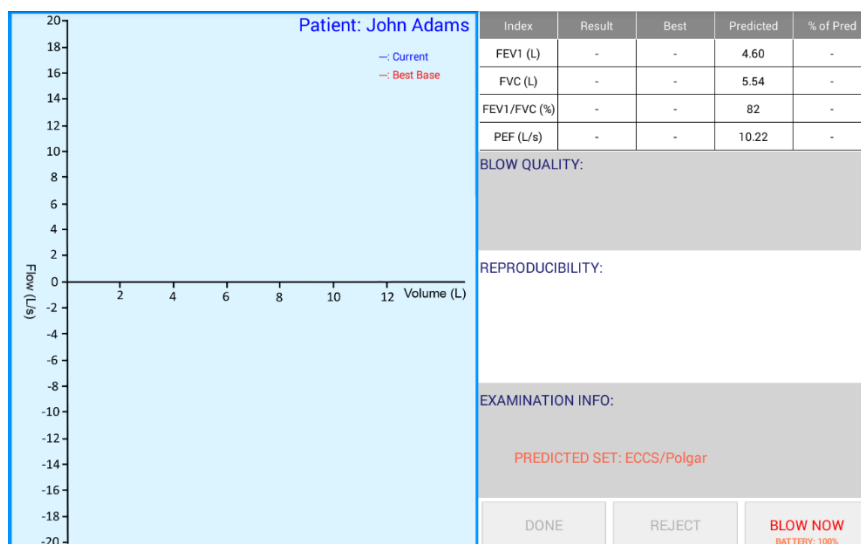 Patient: John Adams
—: Current
—: Best Base
20
18
16
14
12
10
8
6
4
2
0
-2
-4
-6
-8
-10
-12
-14
-16
-18
-20
Flow (L/s)
2 4 6 8 10 12 Volume (L)
Index Result Best Predicted % of Pred
FEV1 (L) - - 4.60 -
FVC (L) - - 5.54 -
FEV1/FVC (%) - - 82 -
PEF (L/s) - - 10.22 -
BLOW QUALITY:
REPRODUCIBILITY:
EXAMINATION INFO:
PREDICTED SET: ECCS/Polgar
DONE REJECT BLOW NOW
BATTERY: 100%